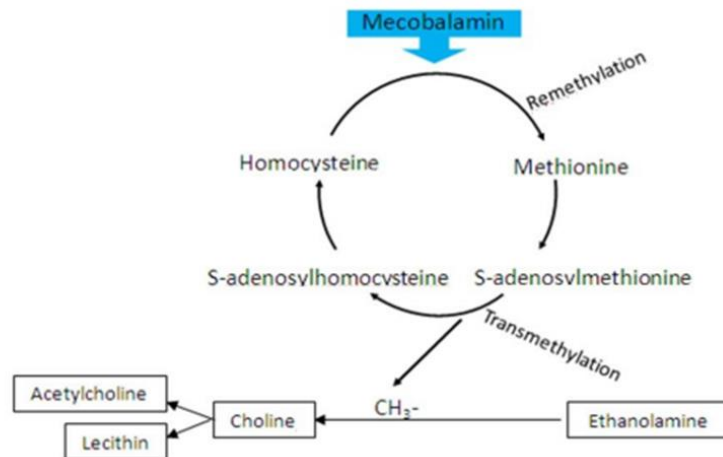 Mecobalamin
Remethylation
Homocysteine
Methionine
S-adenosylhomocysteine
S-adenosylmethionine
Transmethylation
Acetylcholine
CH₃-
Choline
Ethanolamine
Lecithin